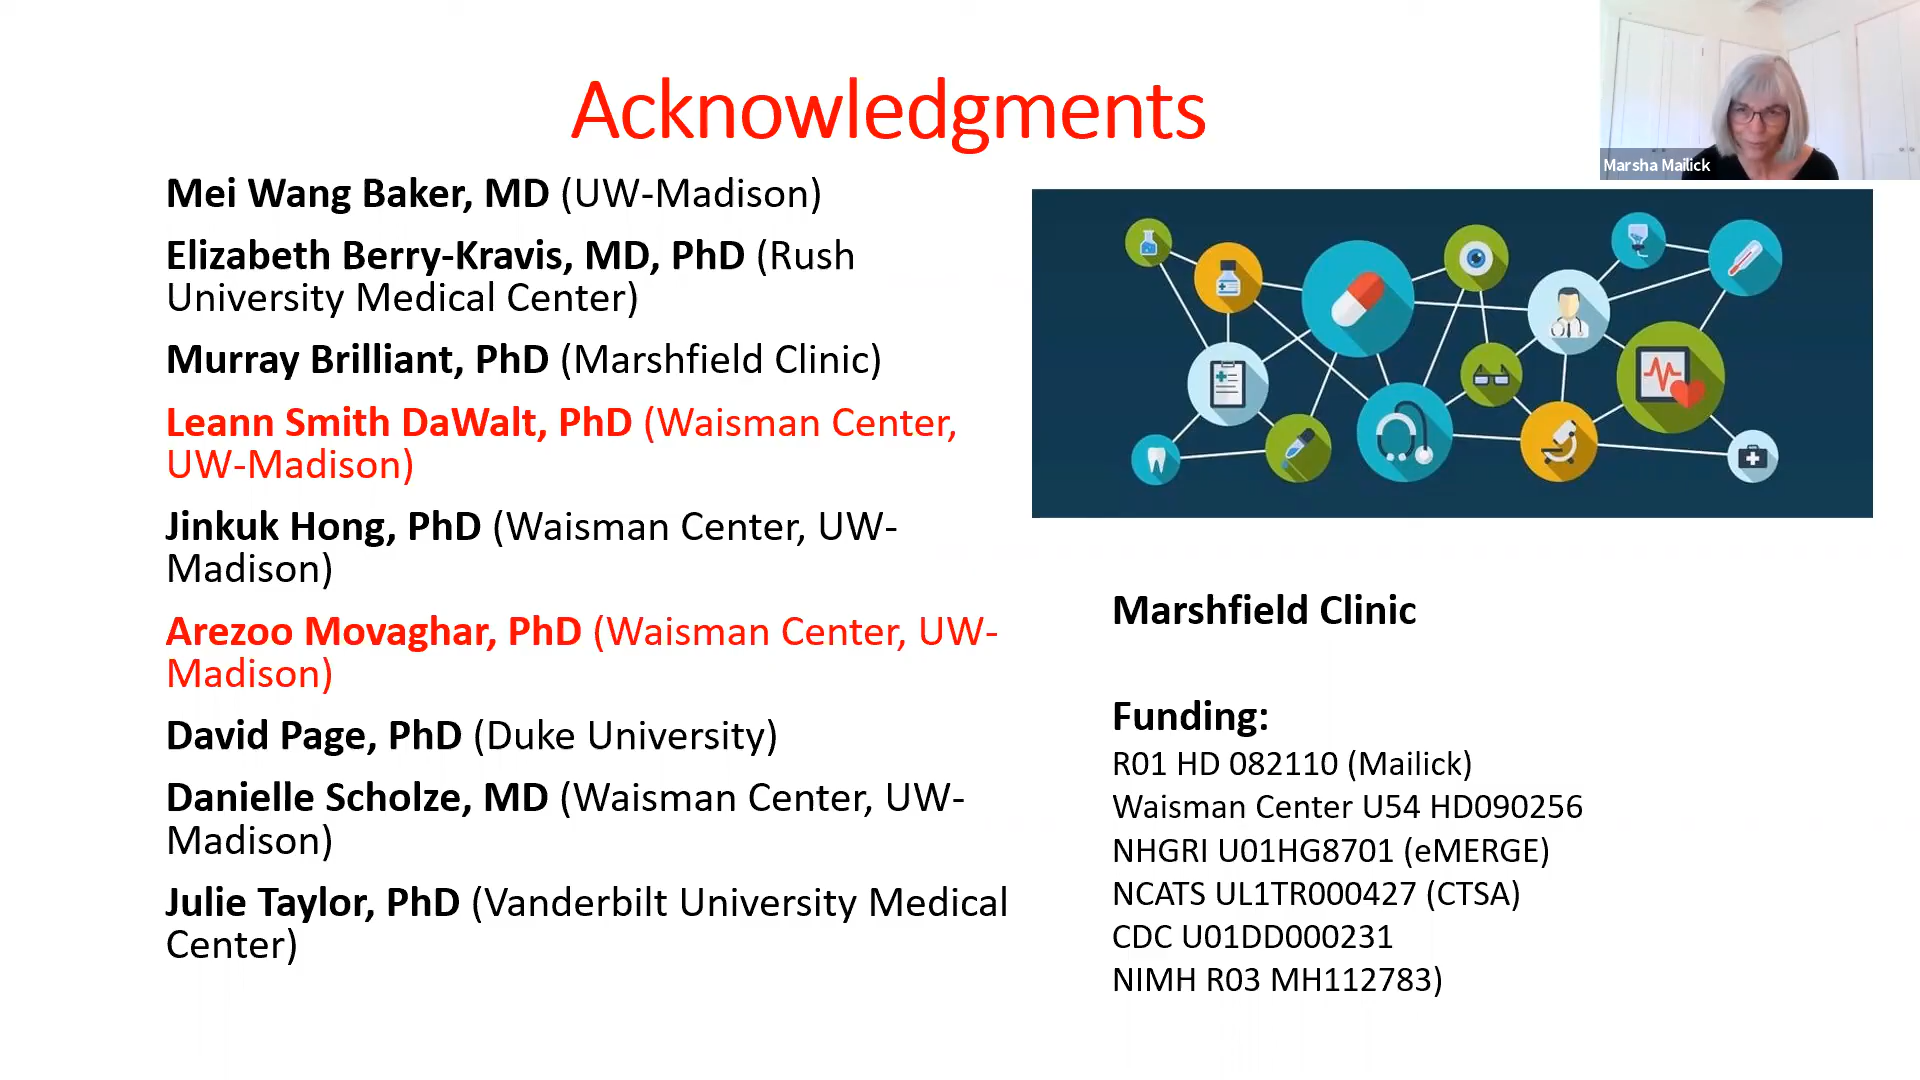 Acknowledgments
Marsha Mailick
Mei Wang Baker, MD (UW-Madison)
Elizabeth Berry-Kravis, MD, PhD (Rush
University Medical Center)
Murray Brilliant, PhD (Marshfield Clinic)
Leann Smith DaWalt, PhD (Waisman Center,
UW-Madison)
Jinkuk Hong, PhD (Waisman Center, UW-
Madison)
Arezoo Movaghar, PhD (Waisman Center, UW-
Madison)
David Page, PhD (Duke University)
Danielle Scholze, MD (Waisman Center, UW-
Madison)
Julie Taylor, PhD (Vanderbilt University Medical
Center)
Marshfield Clinic
Funding:
R01 HD 082110 (Mailick)
Waisman Center U54 HD090256
NHGRI U01HG8701 (eMERGE)
NCATS UL1TR000427 (CTSA)
CDC U01DD000231
NIMH R03 MH112783)